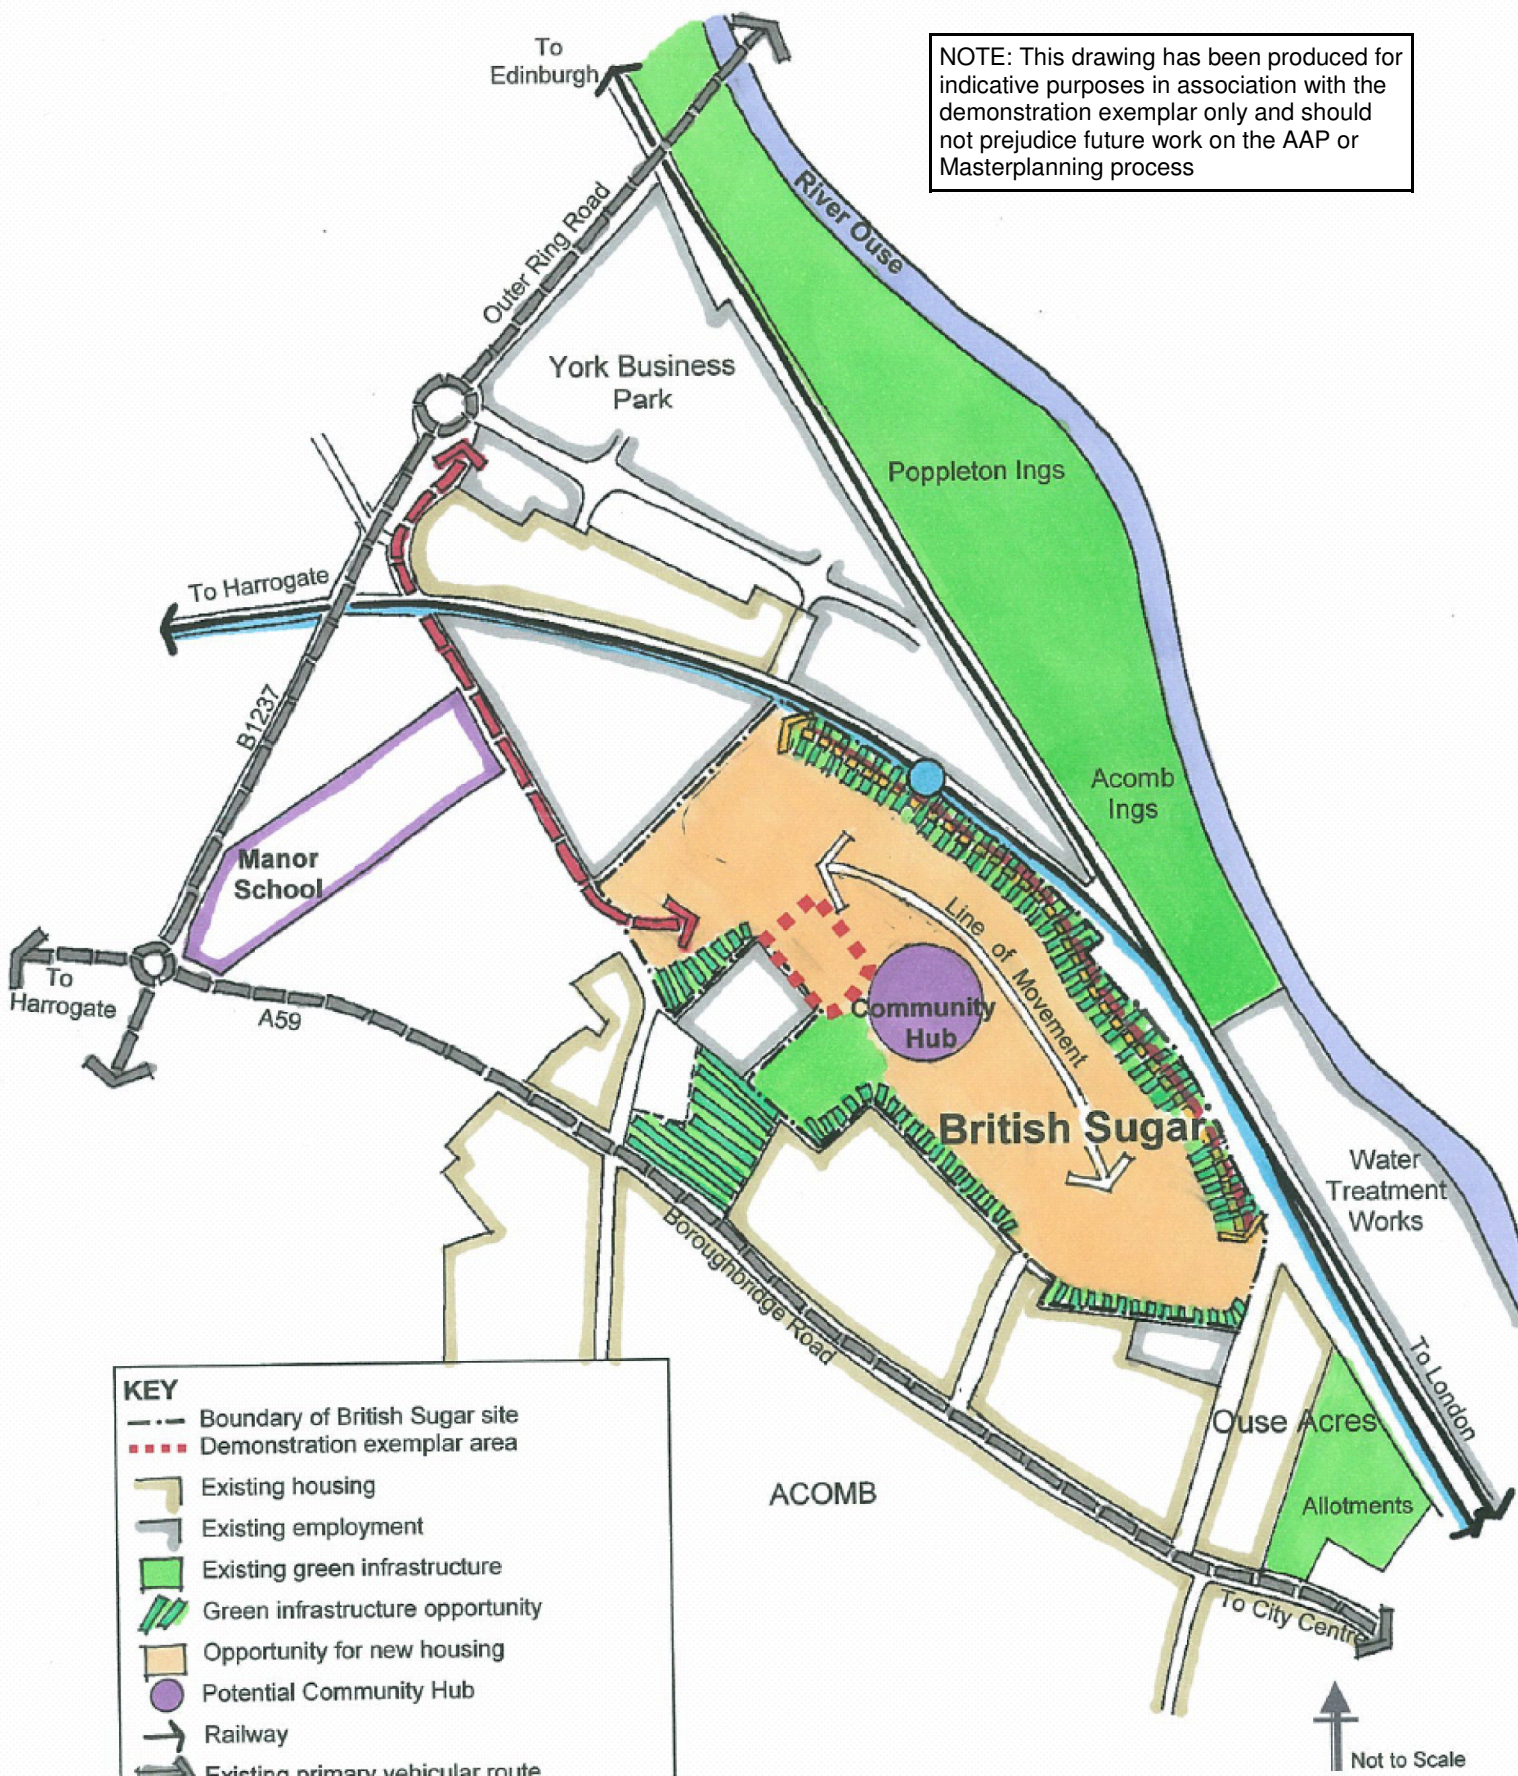 To
Edinburgh
NOTE: This drawing has been produced for
indicative purposes in association with the
demonstration exemplar only and should
not prejudice future work on the AAP or
Masterplanning process
River Ouse
Outer Ring Road
York Business
Park
Poppleton Ings
To Harrogate
B1237
Acomb
Ings
Manor
School
Line of Movement
To
Harrogate
A59
Community
Hub
British Sugar
Water
Treatment
Works
Boroughbridge Road
To London
Ouse Acres
ACOMB
Allotments
To City Centre
KEY
Boundary of British Sugar site
Demonstration exemplar area
Existing housing
Existing employment
Existing green infrastructure
Green infrastructure opportunity
Opportunity for new housing
Potential Community Hub
Railway
Existing primary vehicular route
Not to Scale